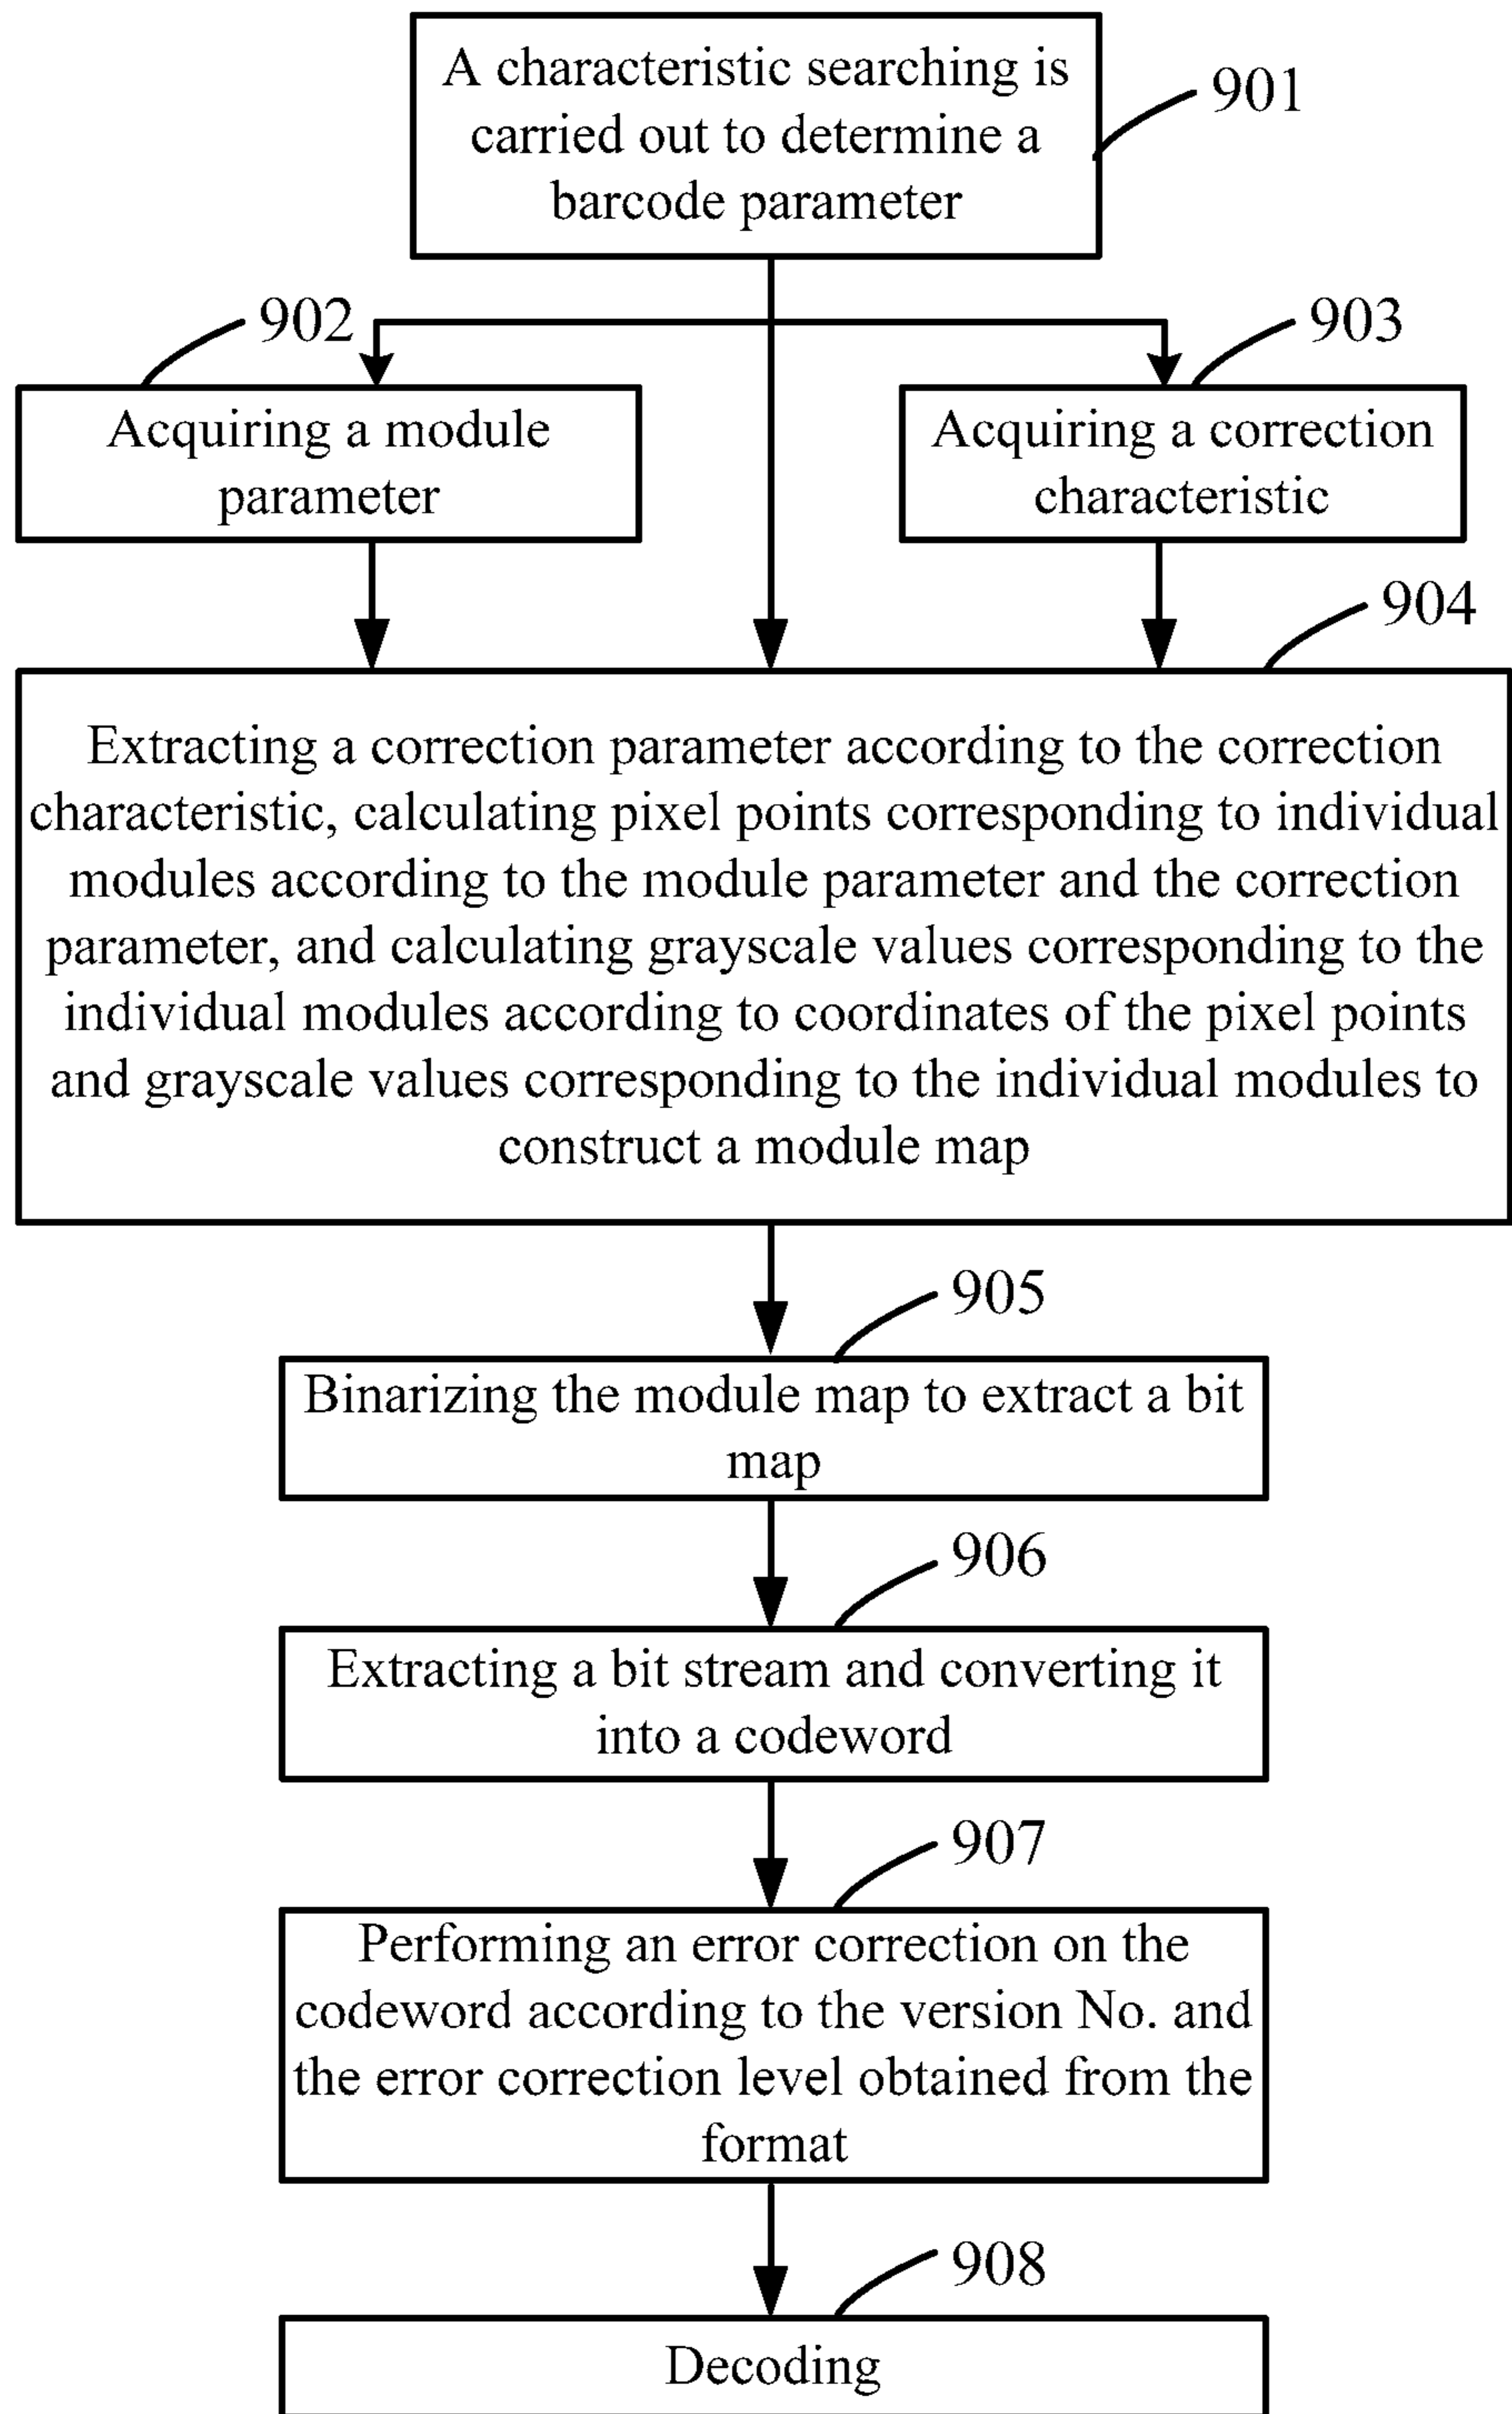 A characteristic searching is
carried out to determine a
barcode parameter
901
902
903
Acquiring a module
parameter
Acquiring a correction
characteristic
904
Extracting a correction parameter according to the correction
characteristic, calculating pixel points corresponding to individual
modules according to the module parameter and the correction
parameter, and calculating grayscale values corresponding to the
individual modules according to coordinates of the pixel points
and grayscale values corresponding to the individual modules to
construct a module map
905
Binarizing the module map to extract a bit
map
906
Extracting a bit stream and converting it
into a codeword
907
Performing an error correction on the
codeword according to the version No. and
the error correction level obtained from the
format
908
Decoding